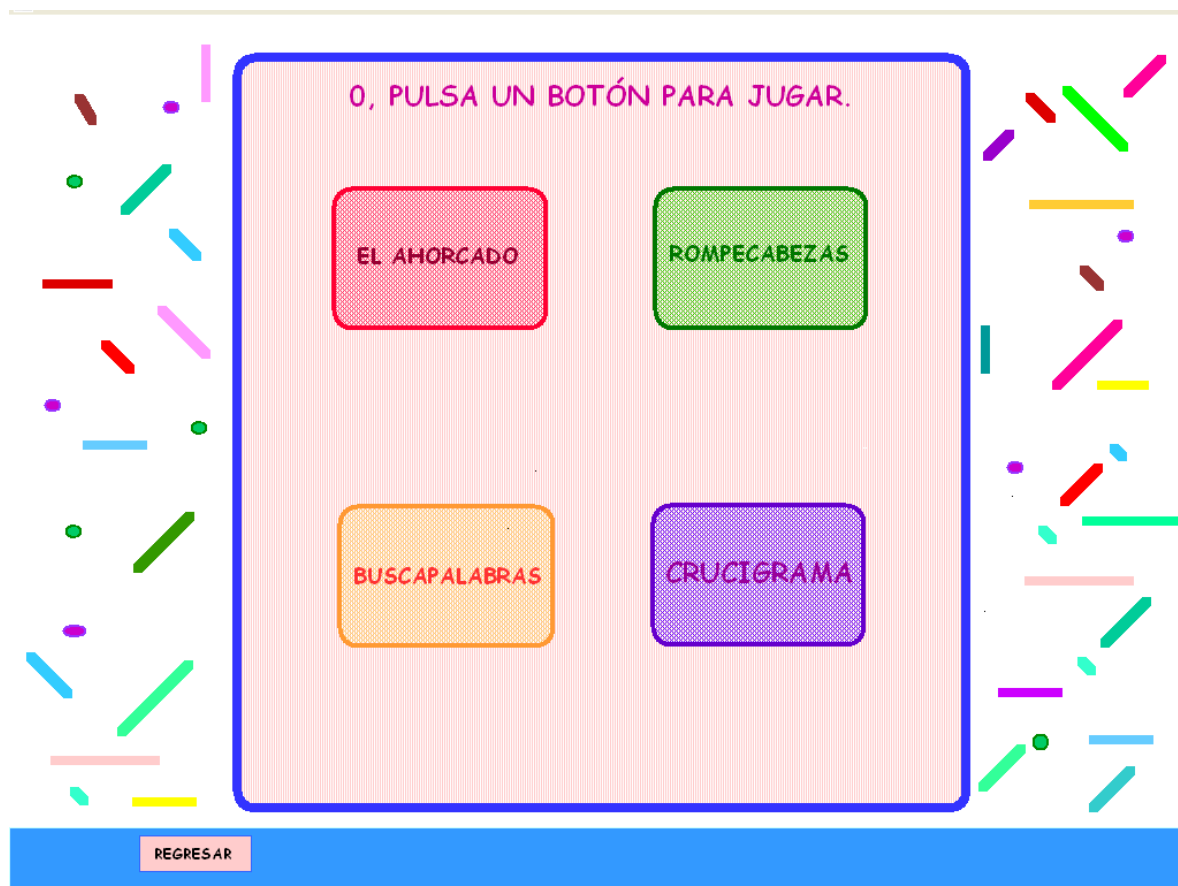 0, PULSA UN BOTÓN PARA JUGAR.
EL AHORCADO
ROMPECABEZAS
BUSCAPALABRAS
CRUCIGRAMA
REGRESAR